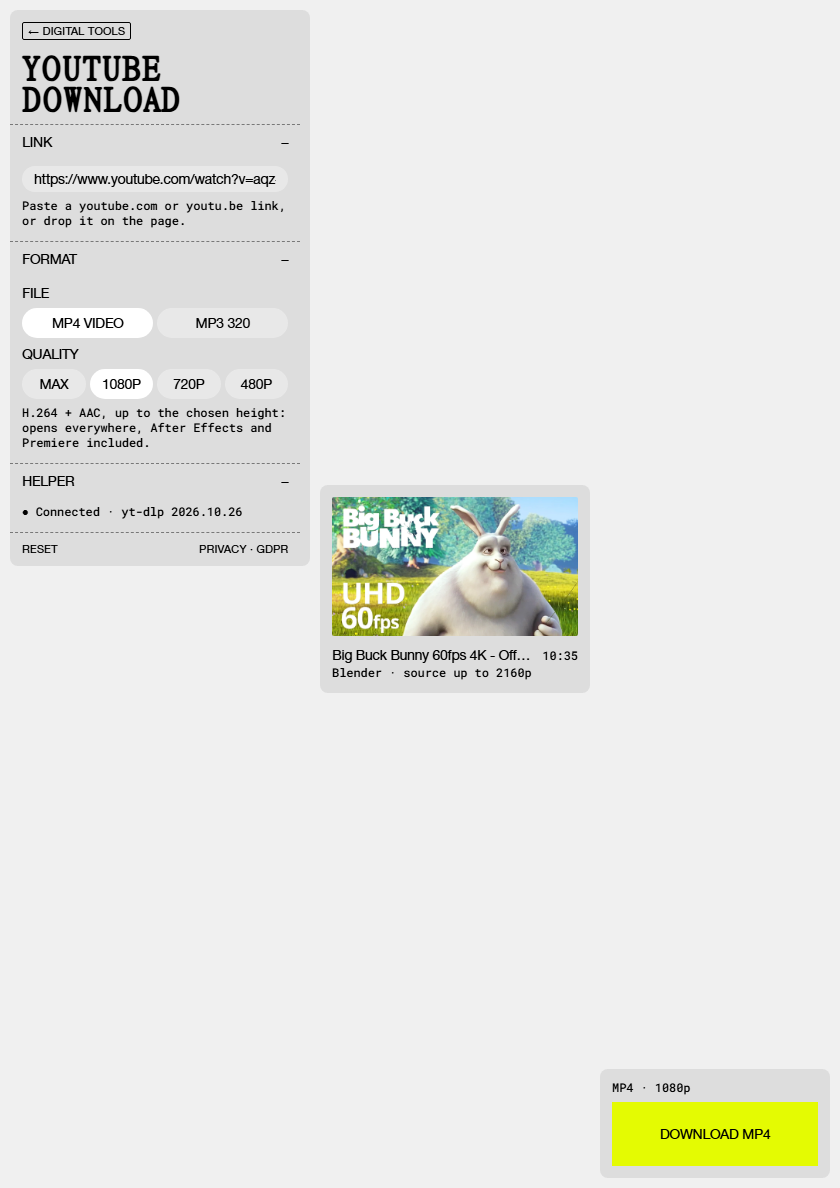 ← DIGITAL TOOLS
YOUTUBE
DOWNLOAD
LINK –
https://www.youtube.com/watch?v=aqz
Paste a youtube.com or youtu.be link,
or drop it on the page.
FORMAT –
FILE
MP4 VIDEO MP3 320
QUALITY
MAX 1080P 720P 480P
H.264 + AAC, up to the chosen height:
opens everywhere, After Effects and
Premiere included.
HELPER –
● Connected · yt-dlp 2026.10.26
RESET PRIVACY · GDPR
Big Buck
BUNNY
UHD
60fps
Big Buck Bunny 60fps 4K - Off… 10:35
Blender · source up to 2160p
MP4 · 1080p
DOWNLOAD MP4